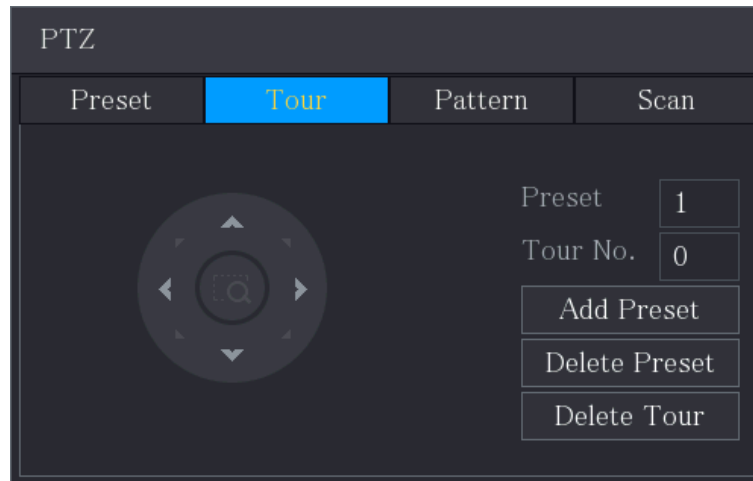 PTZ
Preset Tour Pattern Scan
Preset 1
Tour No. 0
Add Preset
Delete Preset
Delete Tour